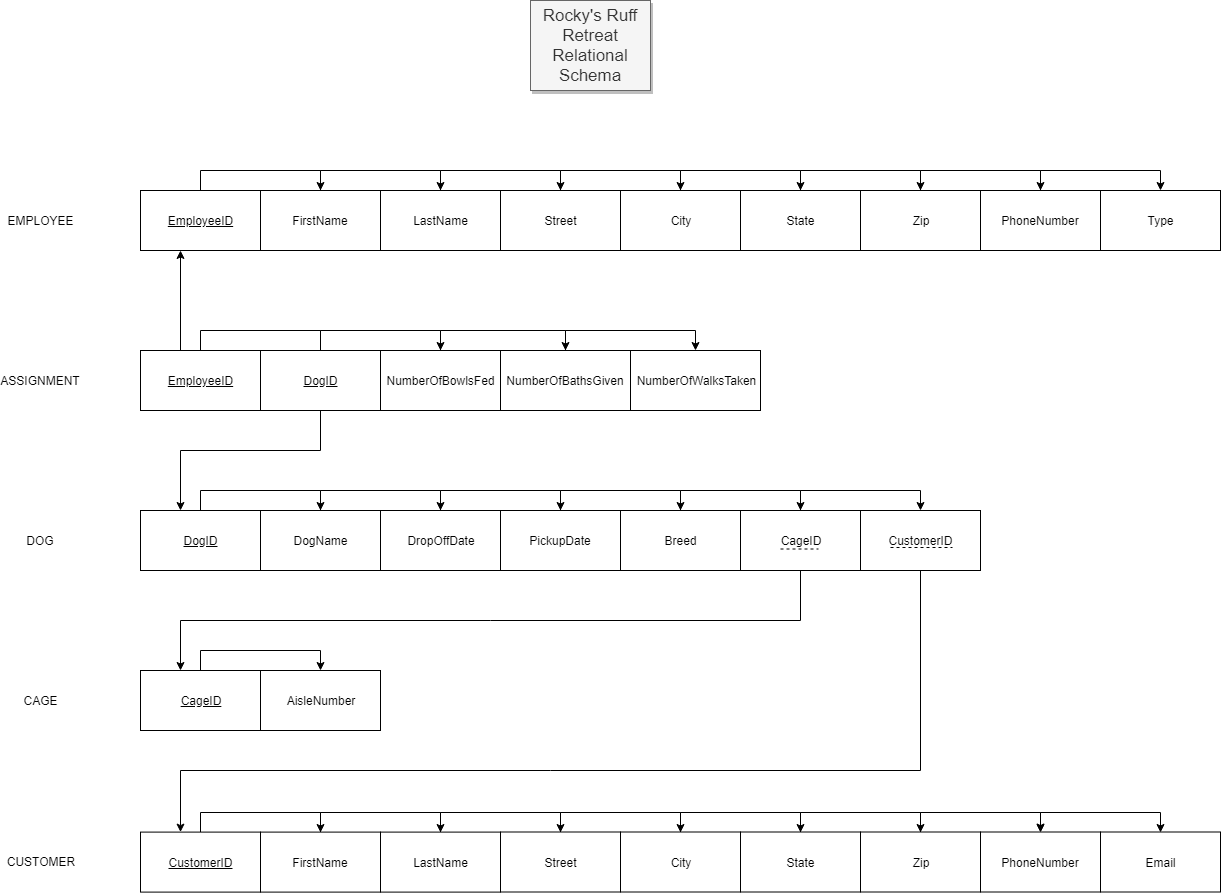 Rocky's Ruff
Retreat
Relational
Schema
EMPLOYEE
EmployeeID FirstName LastName Street City State Zip PhoneNumber Type
ASSIGNMENT
EmployeeID DogID NumberOfBowlsFed NumberOfBathsGiven NumberOfWalksTaken
DOG
DogID DogName DropOffDate PickupDate Breed CageID CustomerID
CAGE
CageID AisleNumber
CUSTOMER
CustomerID FirstName LastName Street City State Zip PhoneNumber Email